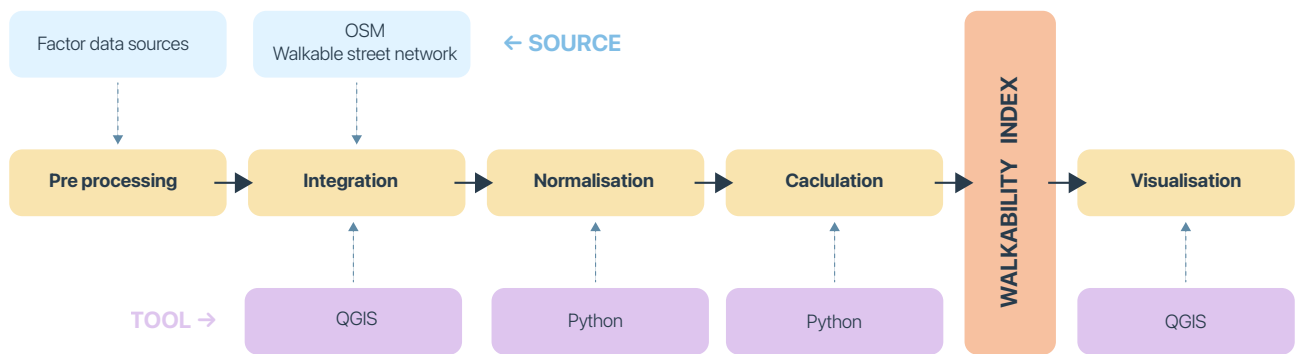 Factor data sources
OSM
Walkable street network
← SOURCE
Pre processing
Integration
Normalisation
Caclulation
WALKABILITY INDEX
Visualisation
TOOL →
QGIS
Python
Python
QGIS